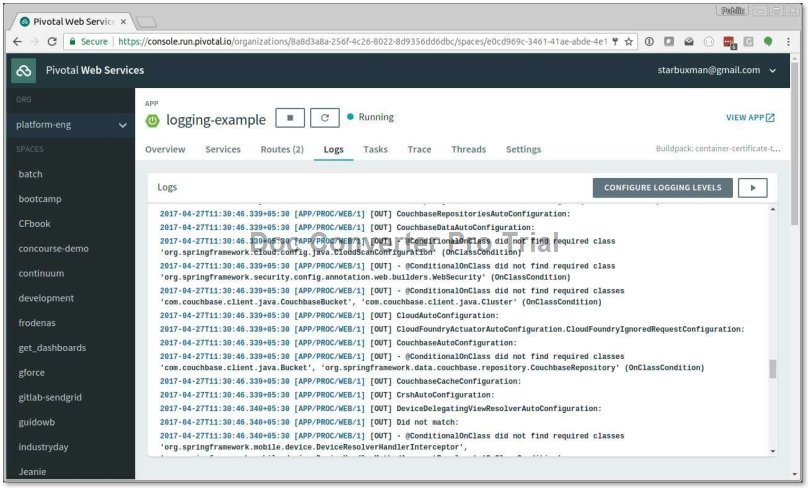 Public
Pivotal Web Service
Secure
https://console.run.pivotal.io/organizations/8a8d3a8a-256f-4c26-8022-8d9356dd6dbc/spaces/e0cd969c-3461-41ae-abde-4e1
Pivotal Web Services
starbuxman@gmail.com
ORG
platform-eng
SPACES
batch
bootcamp
CFbook
concourse-demo
continuum
development
frodenas
get_dashboards
gforce
gitlab-sendgrid
guidowb
industryday
Jeanie
APP
logging-example
Running
VIEW APP
Overview Services Routes (2) Logs Tasks Trace Threads Settings
Buildpack: container-certificate-t...
Logs
CONFIGURE LOGGING LEVELS
2017-04-27T11:30:46.339+05:30 [APP/PROC/WEB/1] [OUT] CouchbaseRepositoriesAutoConfiguration:
2017-04-27T11:30:46.339+05:30 [APP/PROC/WEB/1] [OUT] CouchbaseDataAutoConfiguration:
2017-04-27T11:30:46.339+05:30 [APP/PROC/WEB/1] [OUT] - @ConditionalOnClass did not find required class
'org.springframework.cloud.config.java.CloudScanConfiguration' (OnClassCondition)
Doc Converter Pro Trial
2017-04-27T11:30:46.339+05:30 [APP/PROC/WEB/1] [OUT] - @ConditionalOnClass did not find required class
'org.springframework.security.config.annotation.web.builders.WebSecurity' (OnClassCondition)
2017-04-27T11:30:46.339+05:30 [APP/PROC/WEB/1] [OUT] - @ConditionalOnClass did not find required classes
'com.couchbase.client.java.CouchbaseBucket', 'com.couchbase.client.java.Cluster' (OnClassCondition)
2017-04-27T11:30:46.339+05:30 [APP/PROC/WEB/1] [OUT] CloudAutoConfiguration:
2017-04-27T11:30:46.339+05:30 [APP/PROC/WEB/1] [OUT] CloudFoundryActuatorAutoConfiguration.CloudFoundryIgnoredRequestConfiguration:
2017-04-27T11:30:46.339+05:30 [APP/PROC/WEB/1] [OUT] CouchbaseAutoConfiguration:
2017-04-27T11:30:46.339+05:30 [APP/PROC/WEB/1] [OUT] - @ConditionalOnClass did not find required classes
'com.couchbase.client.java.Bucket', 'org.springframework.data.couchbase.repository.CouchbaseRepository' (OnClassCondition)
2017-04-27T11:30:46.339+05:30 [APP/PROC/WEB/1] [OUT] CouchbaseCacheConfiguration:
2017-04-27T11:30:46.339+05:30 [APP/PROC/WEB/1] [OUT] CrshAutoConfiguration:
2017-04-27T11:30:46.340+05:30 [APP/PROC/WEB/1] [OUT] DeviceDelegatingViewResolverAutoConfiguration:
2017-04-27T11:30:46.340+05:30 [APP/PROC/WEB/1] [OUT] Did not match:
2017-04-27T11:30:46.340+05:30 [APP/PROC/WEB/1] [OUT] - @ConditionalOnClass did not find required classes
'org.springframework.mobile.device.DeviceResolverHandlerInterceptor',